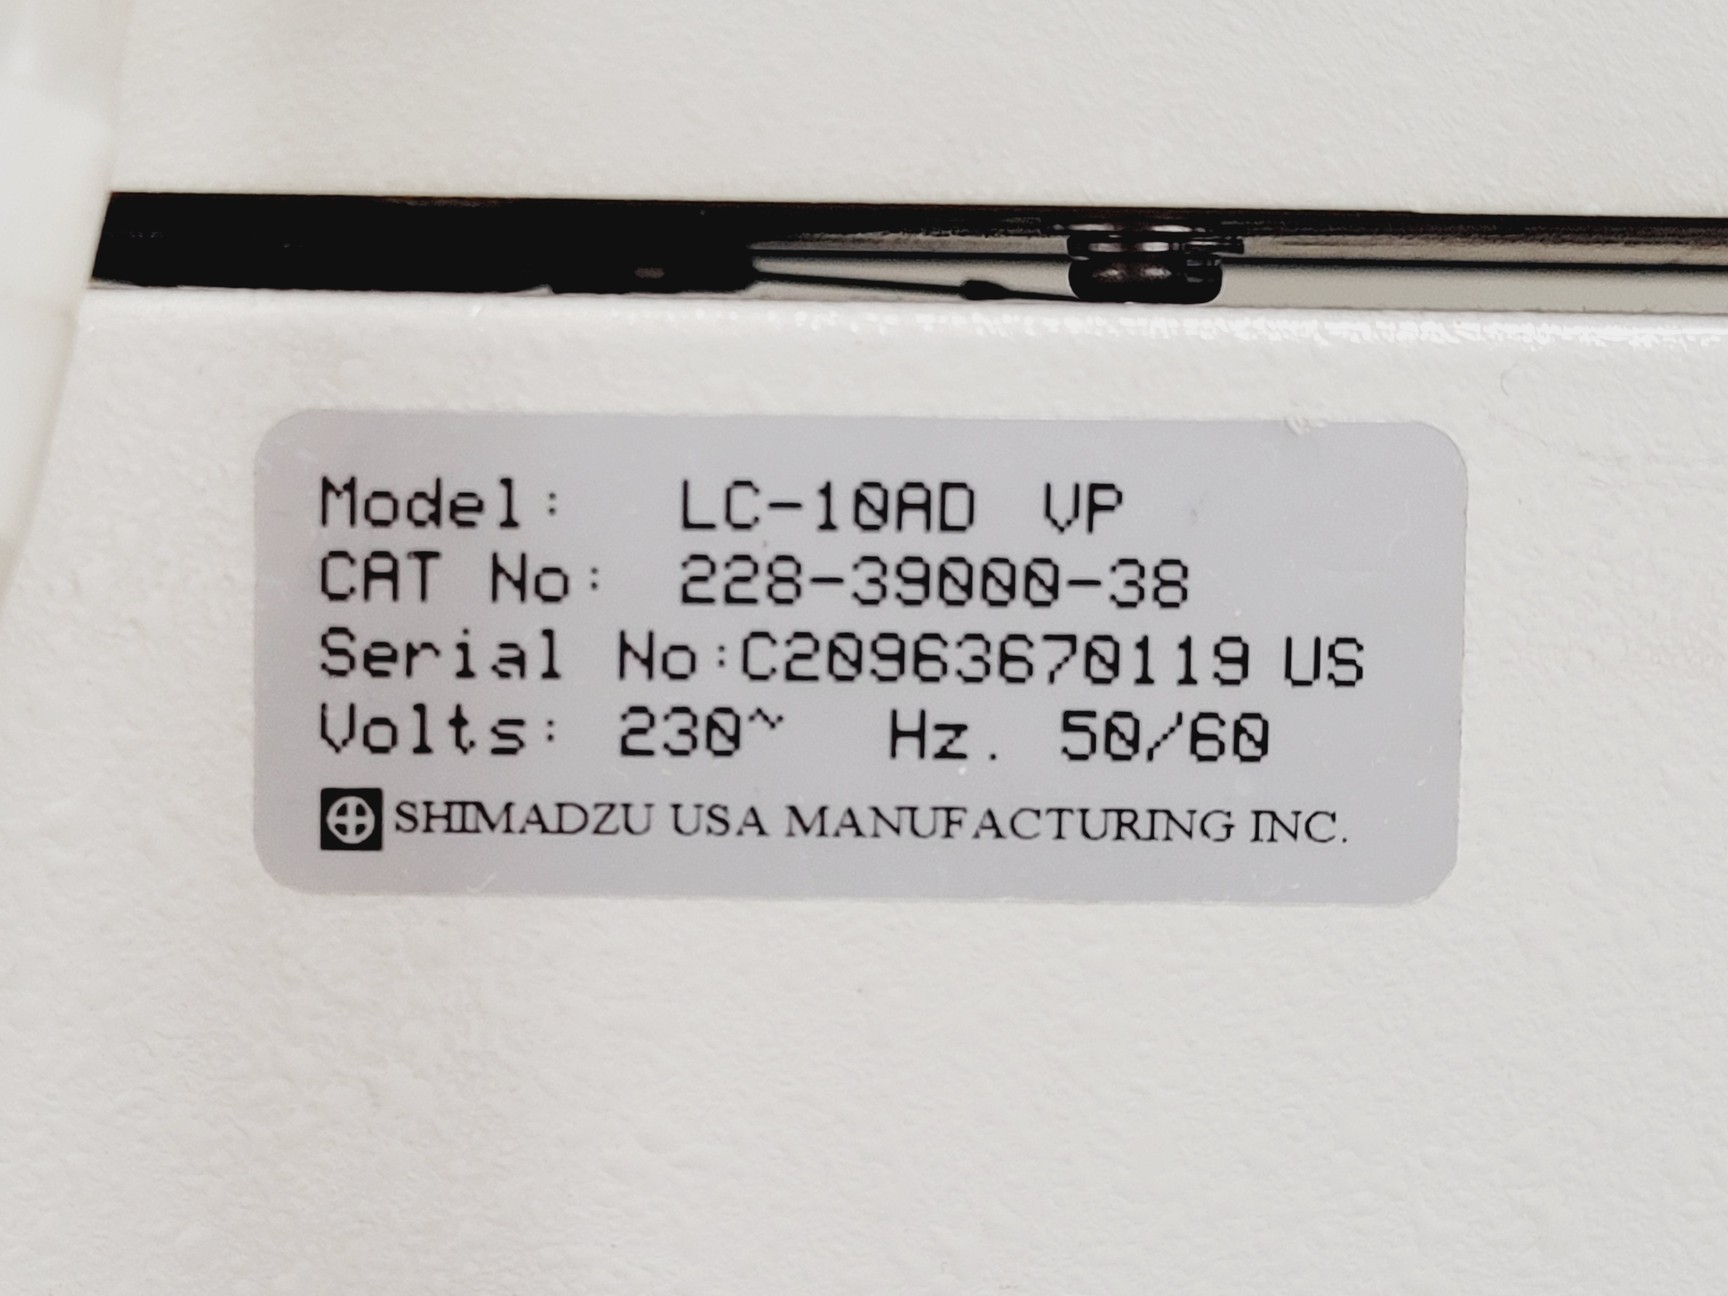 Model: LC-10AD VP
CAT No: 228-39000-38
Serial No:C20963670119 US
Volts: 230~ Hz. 50/60
SHIMADZU USA MANUFACTURING INC.